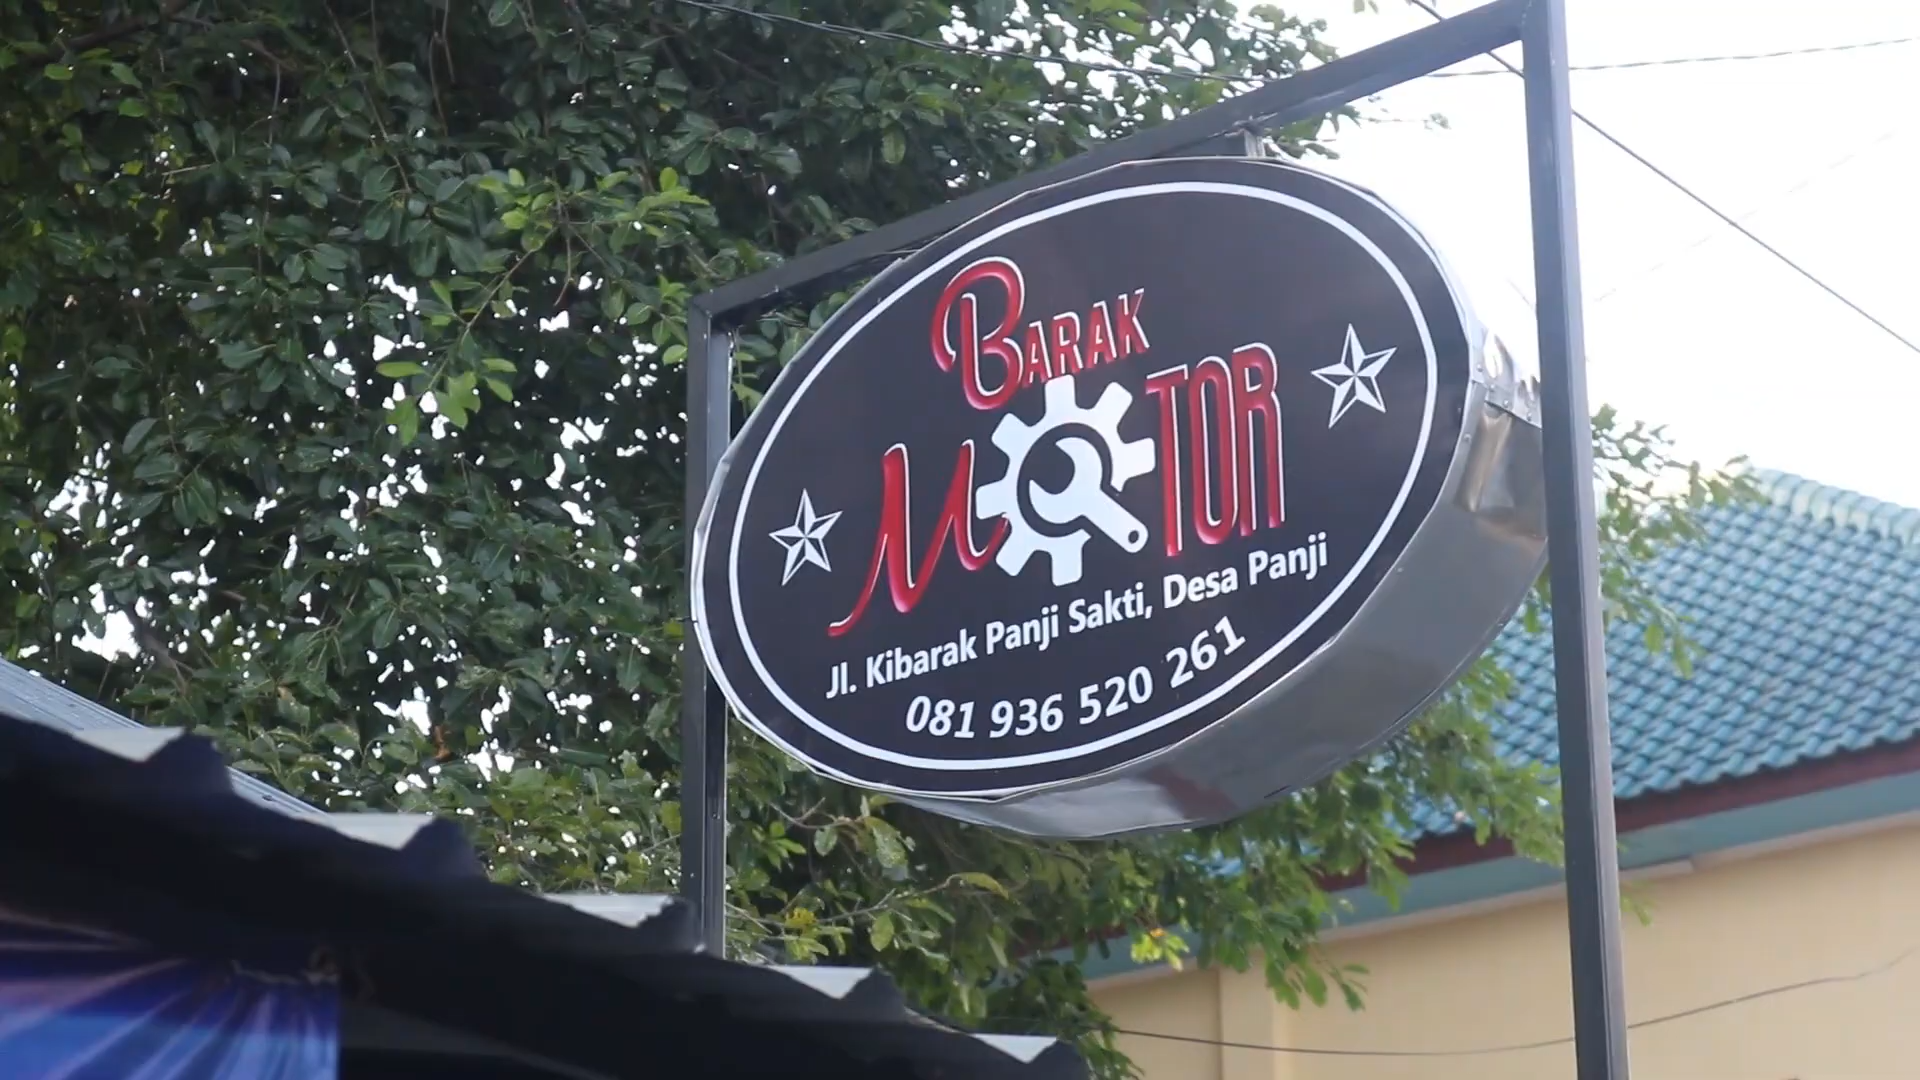 BARAK
MOTOR
Jl. Kibarak Panji Sakti, Desa Panji
081 936 520 261